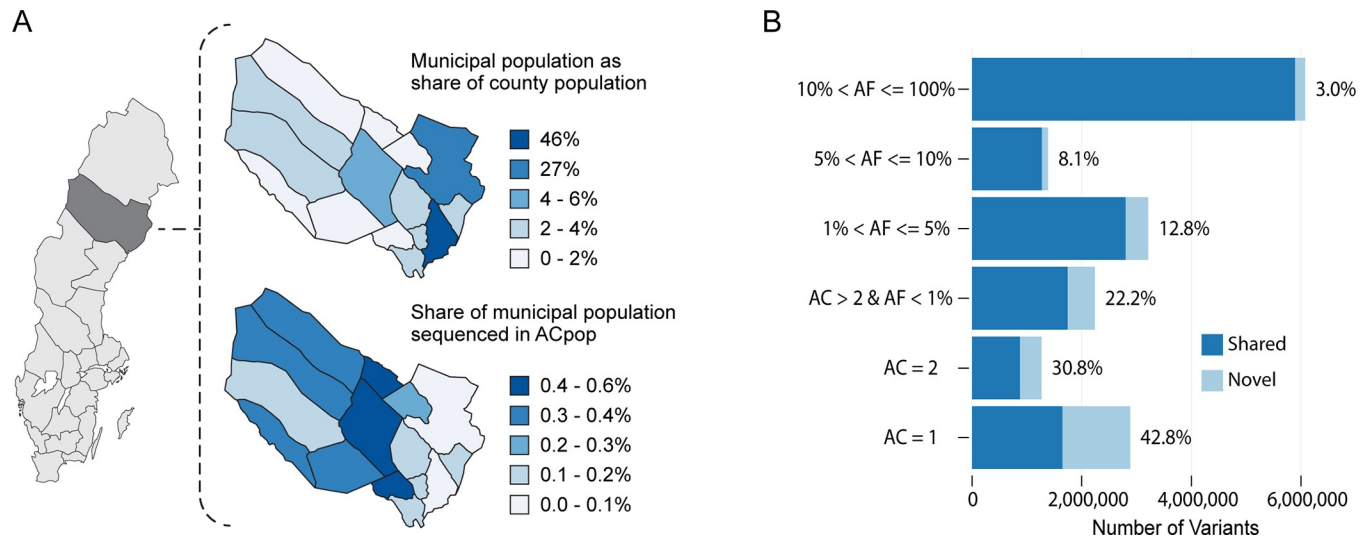 A
Municipal population as
share of county population
46%
27%
4 - 6%
2 - 4%
0 - 2%
Share of municipal population
sequenced in ACpop
0.4 - 0.6%
0.3 - 0.4%
0.2 - 0.3%
0.1 - 0.2%
0.0 - 0.1%
B
10% < AF <= 100%
3.0%
5% < AF <= 10%
8.1%
1% < AF <= 5%
12.8%
AC > 2 & AF < 1%
22.2%
AC = 2
30.8%
AC = 1
42.8%
Shared
Novel
0 2,000,000 4,000,000 6,000,000
Number of Variants